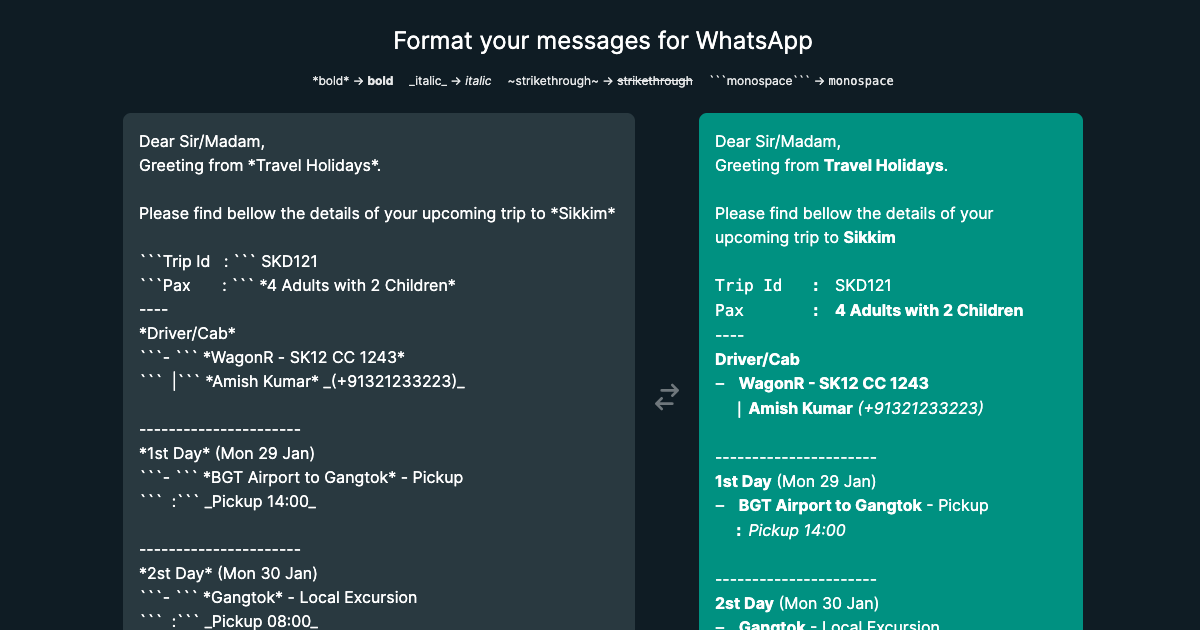 Format your messages for WhatsApp
*bold* → bold _italic_ → italic ~strikethrough~ → strikethrough ```monospace``` → monospace
Dear Sir/Madam,
Greeting from *Travel Holidays*.
Please find bellow the details of your upcoming trip to *Sikkim*
```Trip Id   : ``` SKD121
```Pax       : ``` *4 Adults with 2 Children*
----
*Driver/Cab*
```- ``` *WagonR - SK12 CC 1243*
```  |``` *Amish Kumar* _(+91321233223)_
----------------------
*1st Day* (Mon 29 Jan)
```- ``` *BGT Airport to Gangtok* - Pickup
```  :``` _Pickup 14:00_
----------------------
*2st Day* (Mon 30 Jan)
```- ``` *Gangtok* - Local Excursion
```  :``` _Pickup 08:00_
Dear Sir/Madam,
Greeting from Travel Holidays.
Please find bellow the details of your
upcoming trip to Sikkim
Trip Id   :  SKD121
Pax       :  4 Adults with 2 Children
----
Driver/Cab
–  WagonR - SK12 CC 1243
  | Amish Kumar (+91321233223)
----------------------
1st Day (Mon 29 Jan)
–  BGT Airport to Gangtok - Pickup
  : Pickup 14:00
----------------------
2st Day (Mon 30 Jan)
–  Gangtok - Local Excursion